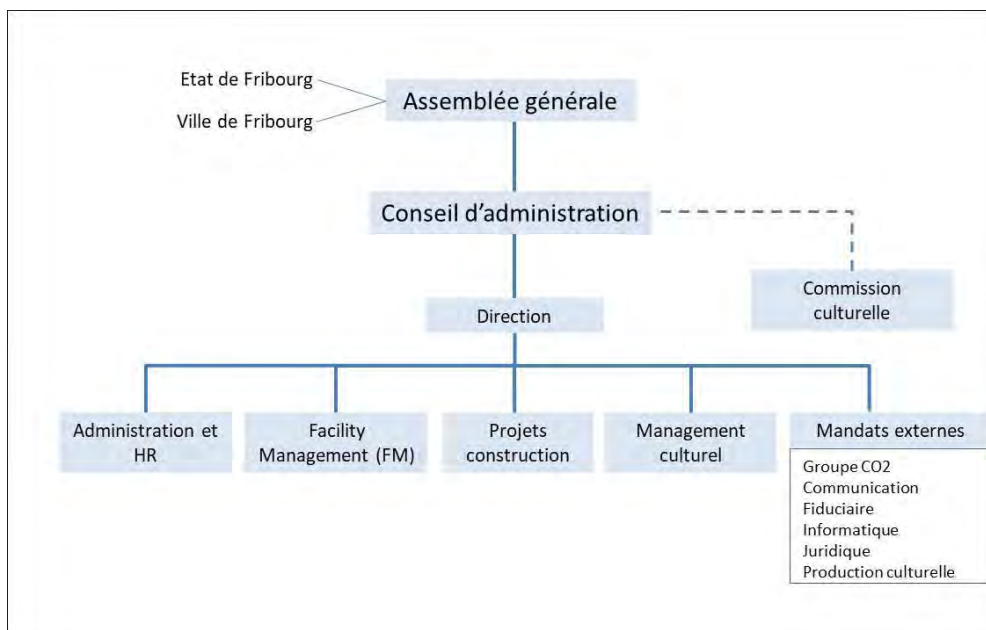 Etat de Fribourg
Ville de Fribourg
Assemblée générale
Conseil d'administration
Commission
culturelle
Direction
Administration et
HR
Facility
Management (FM)
Projets
construction
Management
culturel
Mandats externes
Groupe CO2
Communication
Fiduciaire
Informatique
Juridique
Production culturelle